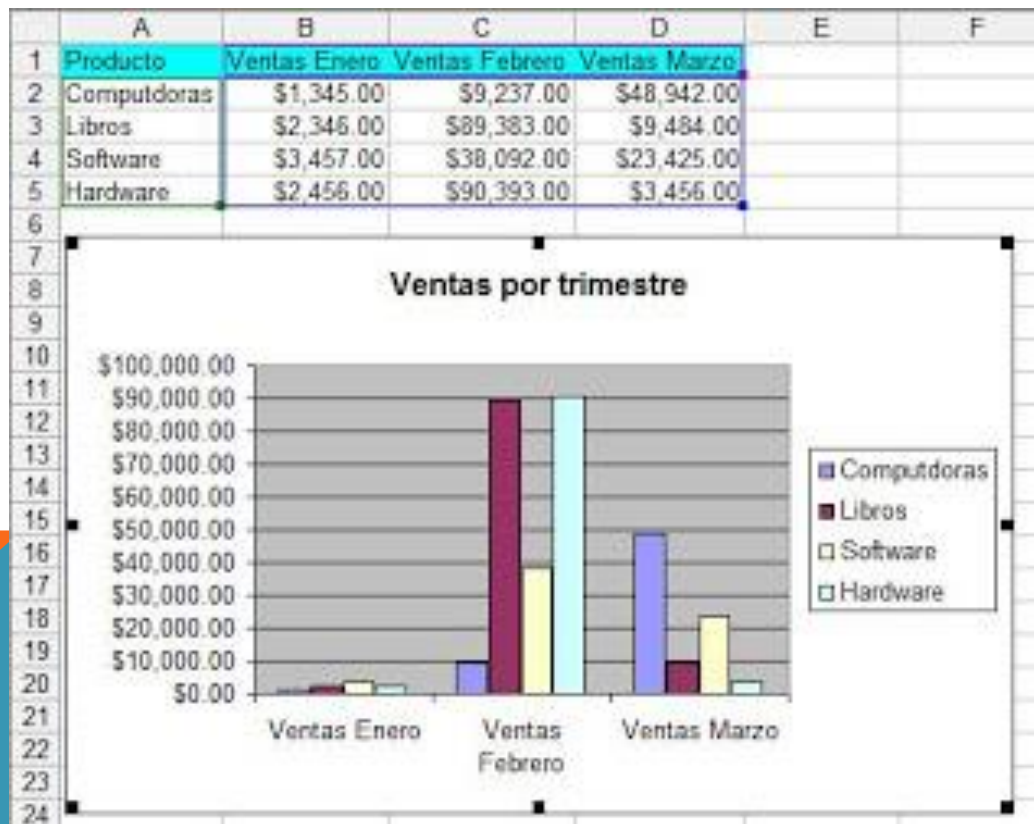 A B C D E F
1 Producto Ventas Enero Ventas Febrero Ventas Marzo
2 Computdoras $1,345.00 $9,237.00 $48,942.00
3 Libros $2,346.00 $89,383.00 $9,484.00
4 Software $3,457.00 $38,092.00 $23,425.00
5 Hardware $2,456.00 $90,393.00 $3,456.00
6
7
8
9
10
11
12
13
14
15
16
17
18
19
20
21
22
23
24
Ventas por trimestre
$100,000.00
$90,000.00
$80,000.00
$70,000.00
$60,000.00
$50,000.00
$40,000.00
$30,000.00
$20,000.00
$10,000.00
$0.00
Ventas Enero
Ventas
Febrero
Ventas Marzo
Computdoras
Libros
Software
Hardware